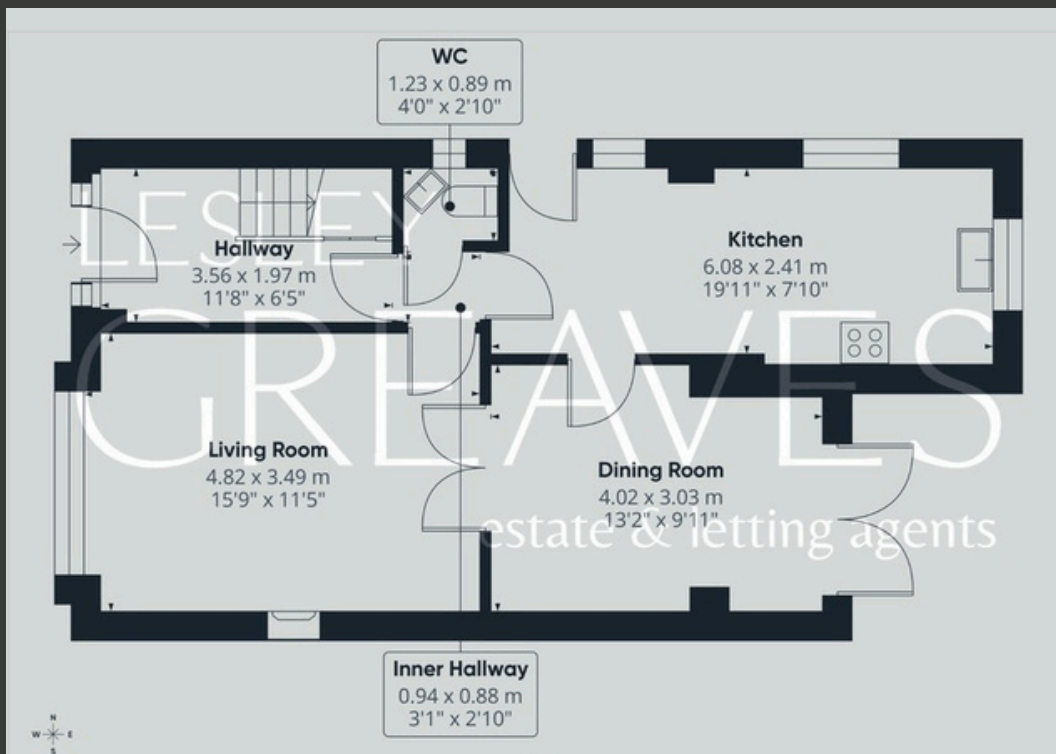 WC
1.23 x 0.89 m
4'0" x 2'10"
LESLEY
Hallway
3.56 x 1.97 m
11'8" x 6'5"
Kitchen
6.08 x 2.41 m
19'11" x 7'10"
GREAVES
Living Room
4.82 x 3.49 m
15'9" x 11'5"
Dining Room
4.02 x 3.03 m
13'2" x 9'11"
estate & letting agents
Inner Hallway
0.94 x 0.88 m
3'1" x 2'10"
N
W E
S